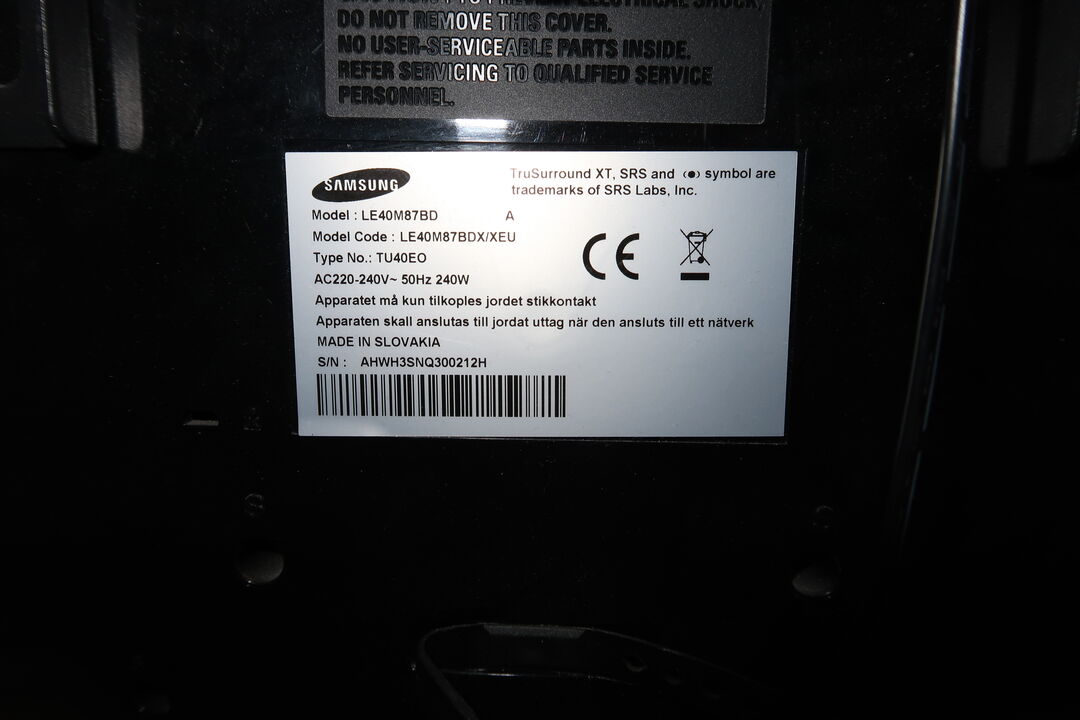 DO NOT REMOVE THIS COVER.
NO USER-SERVICEABLE PARTS INSIDE.
REFER SERVICING TO QUALIFIED SERVICE
PERSONNEL.
SAMSUNG
TruSurround XT, SRS and (●) symbol are
trademarks of SRS Labs, Inc.
Model : LE40M87BD A
Model Code : LE40M87BDX/XEU
Type No.: TU40EO
AC220-240V~ 50Hz 240W
CE
Apparatet må kun tilkoples jordet stikkontakt
Apparaten skall anslutas till jordat uttag när den ansluts till ett nätverk
MADE IN SLOVAKIA
S/N : AHWH3SNQ300212H